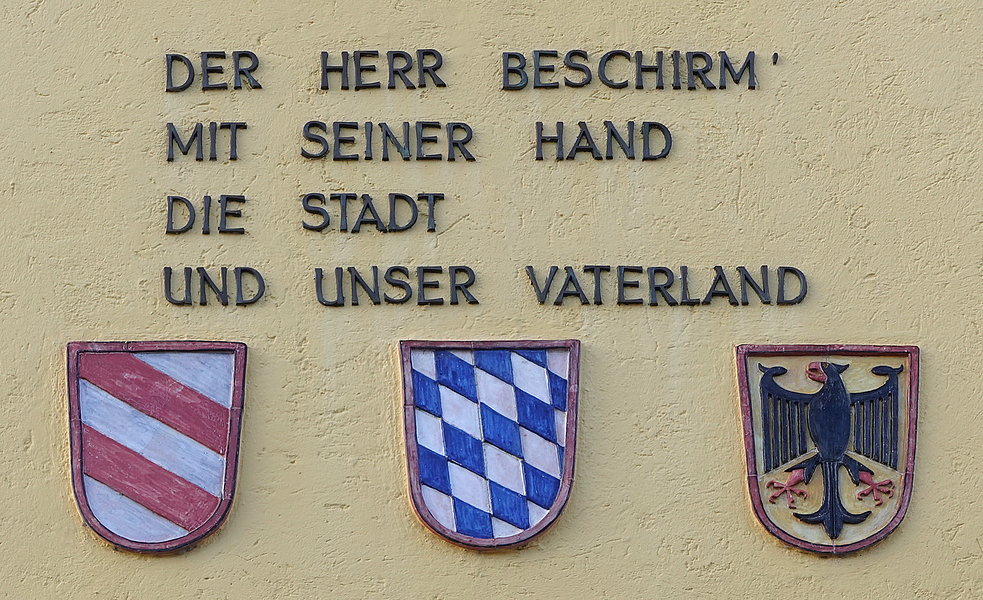 DER HERR BESCHIRM'
MIT SEINER HAND
DIE STADT
UND UNSER VATERLAND